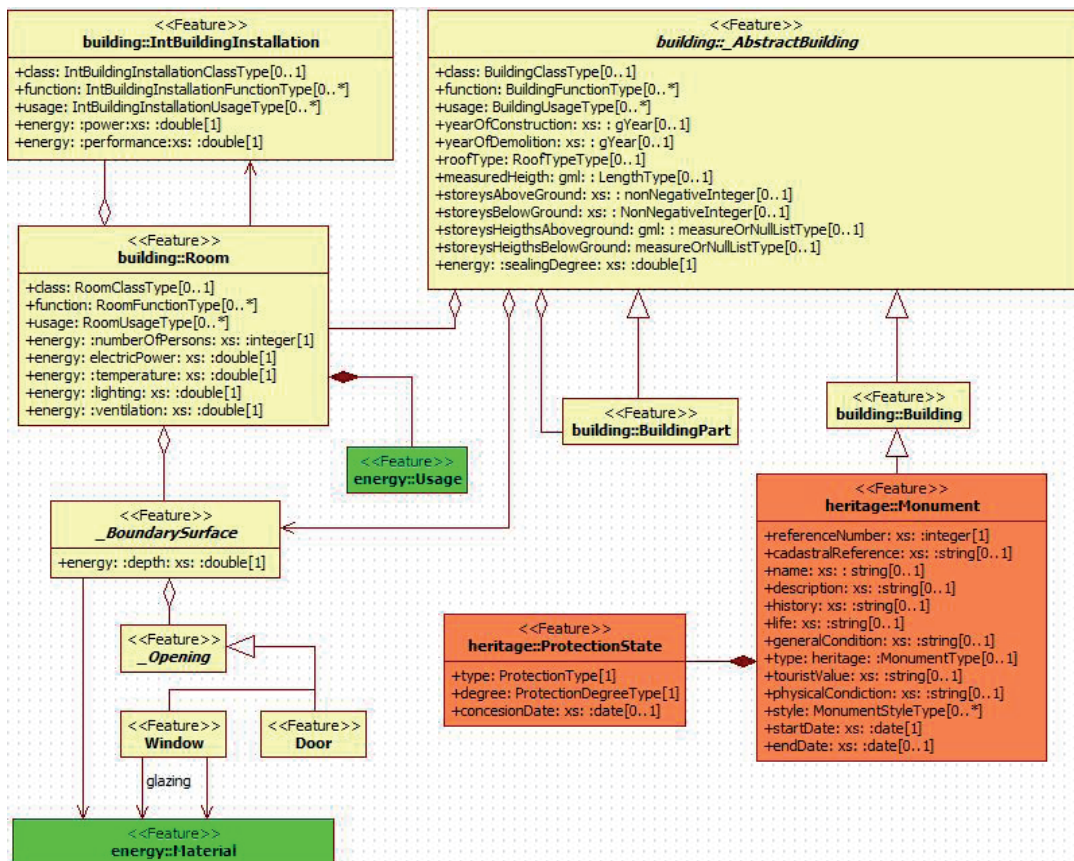 <<Feature>>
building::IntBuildingInstallation
+class: IntBuildingInstallationClassType[0..1]
+function: IntBuildingInstallationFunctionType[0..*]
+usage: IntBuildingInstallationUsageType[0..*]
+energy: :power:xs: :double[1]
+energy: :performance:xs: :double[1]
<<Feature>>
building::_AbstractBuilding
+class: BuildingClassType[0..1]
+function: BuildingFunctionType[0..*]
+usage: BuildingUsageType[0..*]
+yearOfConstruction: xs: : gYear[0..1]
+yearOfDemolition: xs: : gYear[0..1]
+roofType: RoofTypeType[0..1]
+measuredHeigth: gml: : LengthType[0..1]
+storeysAboveGround: xs: : nonNegativeInteger[0..1]
+storeysBelowGround: xs: : NonNegativeInteger[0..1]
+storeysHeigthsAboveground: gml: : measureOrNullListType[0..1]
+storeysHeigthsBelowGround: measureOrNullListType[0..1]
+energy: :sealingDegree: xs: :double[1]
<<Feature>>
building::Room
+class: RoomClassType[0..1]
+function: RoomFunctionType[0..*]
+usage: RoomUsageType[0..*]
+energy: :numberOfPersons: xs: :integer[1]
+energy: electricPower: xs: :double[1]
+energy: :temperature: xs: :double[1]
+energy: :lighting: xs: :double[1]
+energy: :ventilation: xs: :double[1]
<<Feature>>
building::BuildingPart
<<Feature>>
building::Building
<<Feature>>
energy::Usage
<<Feature>>
_BoundarySurface
+energy: :depth: xs: :double[1]
<<Feature>>
heritage::Monument
+referenceNumber: xs: :integer[1]
+cadastralReference: xs: :string[0..1]
+name: xs: : string[0..1]
+description: xs: :string[0..1]
+history: xs: :string[0..1]
+life: xs: :string[0..1]
+generalCondition: xs: :string[0..1]
+type: heritage: :MonumentType[0..1]
+touristValue: xs: :string[0..1]
+physicalCondiction: xs: :string[0..1]
+style: MonumentStyleType[0..*]
+startDate: xs: :date[1]
+endDate: xs: :date[0..1]
<<Feature>>
heritage::ProtectionState
+type: ProtectionType[1]
+degree: ProtectionDegreeType[1]
+concesionDate: xs: :date[0..1]
<<Feature>>
_Opening
<<Feature>>
Window
<<Feature>>
Door
glazing
<<Feature>>
energy::Material